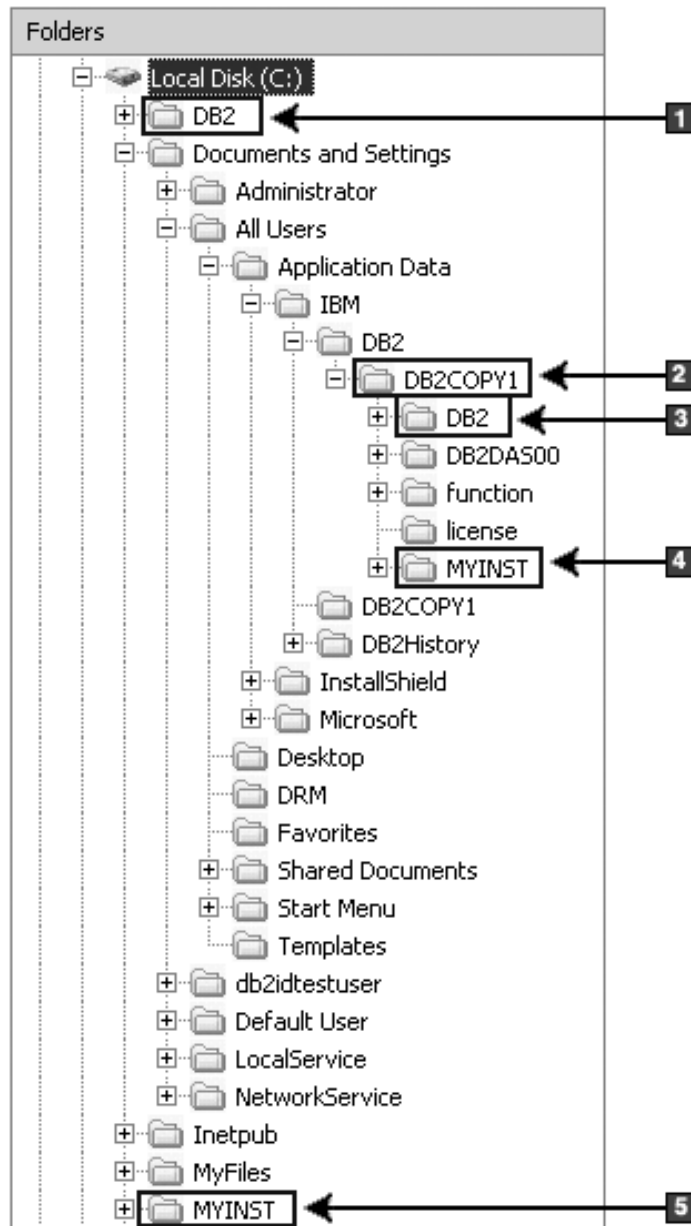 Folders
Local Disk (C:)
DB2 1
Documents and Settings
Administrator
All Users
Application Data
IBM
DB2
DB2COPY1 2
DB2 3
DB2DAS00
function
license
MYINST 4
DB2COPY1
DB2History
InstallShield
Microsoft
Desktop
DRM
Favorites
Shared Documents
Start Menu
Templates
db2idtestuser
Default User
LocalService
NetworkService
Inetpub
MyFiles
MYINST 5